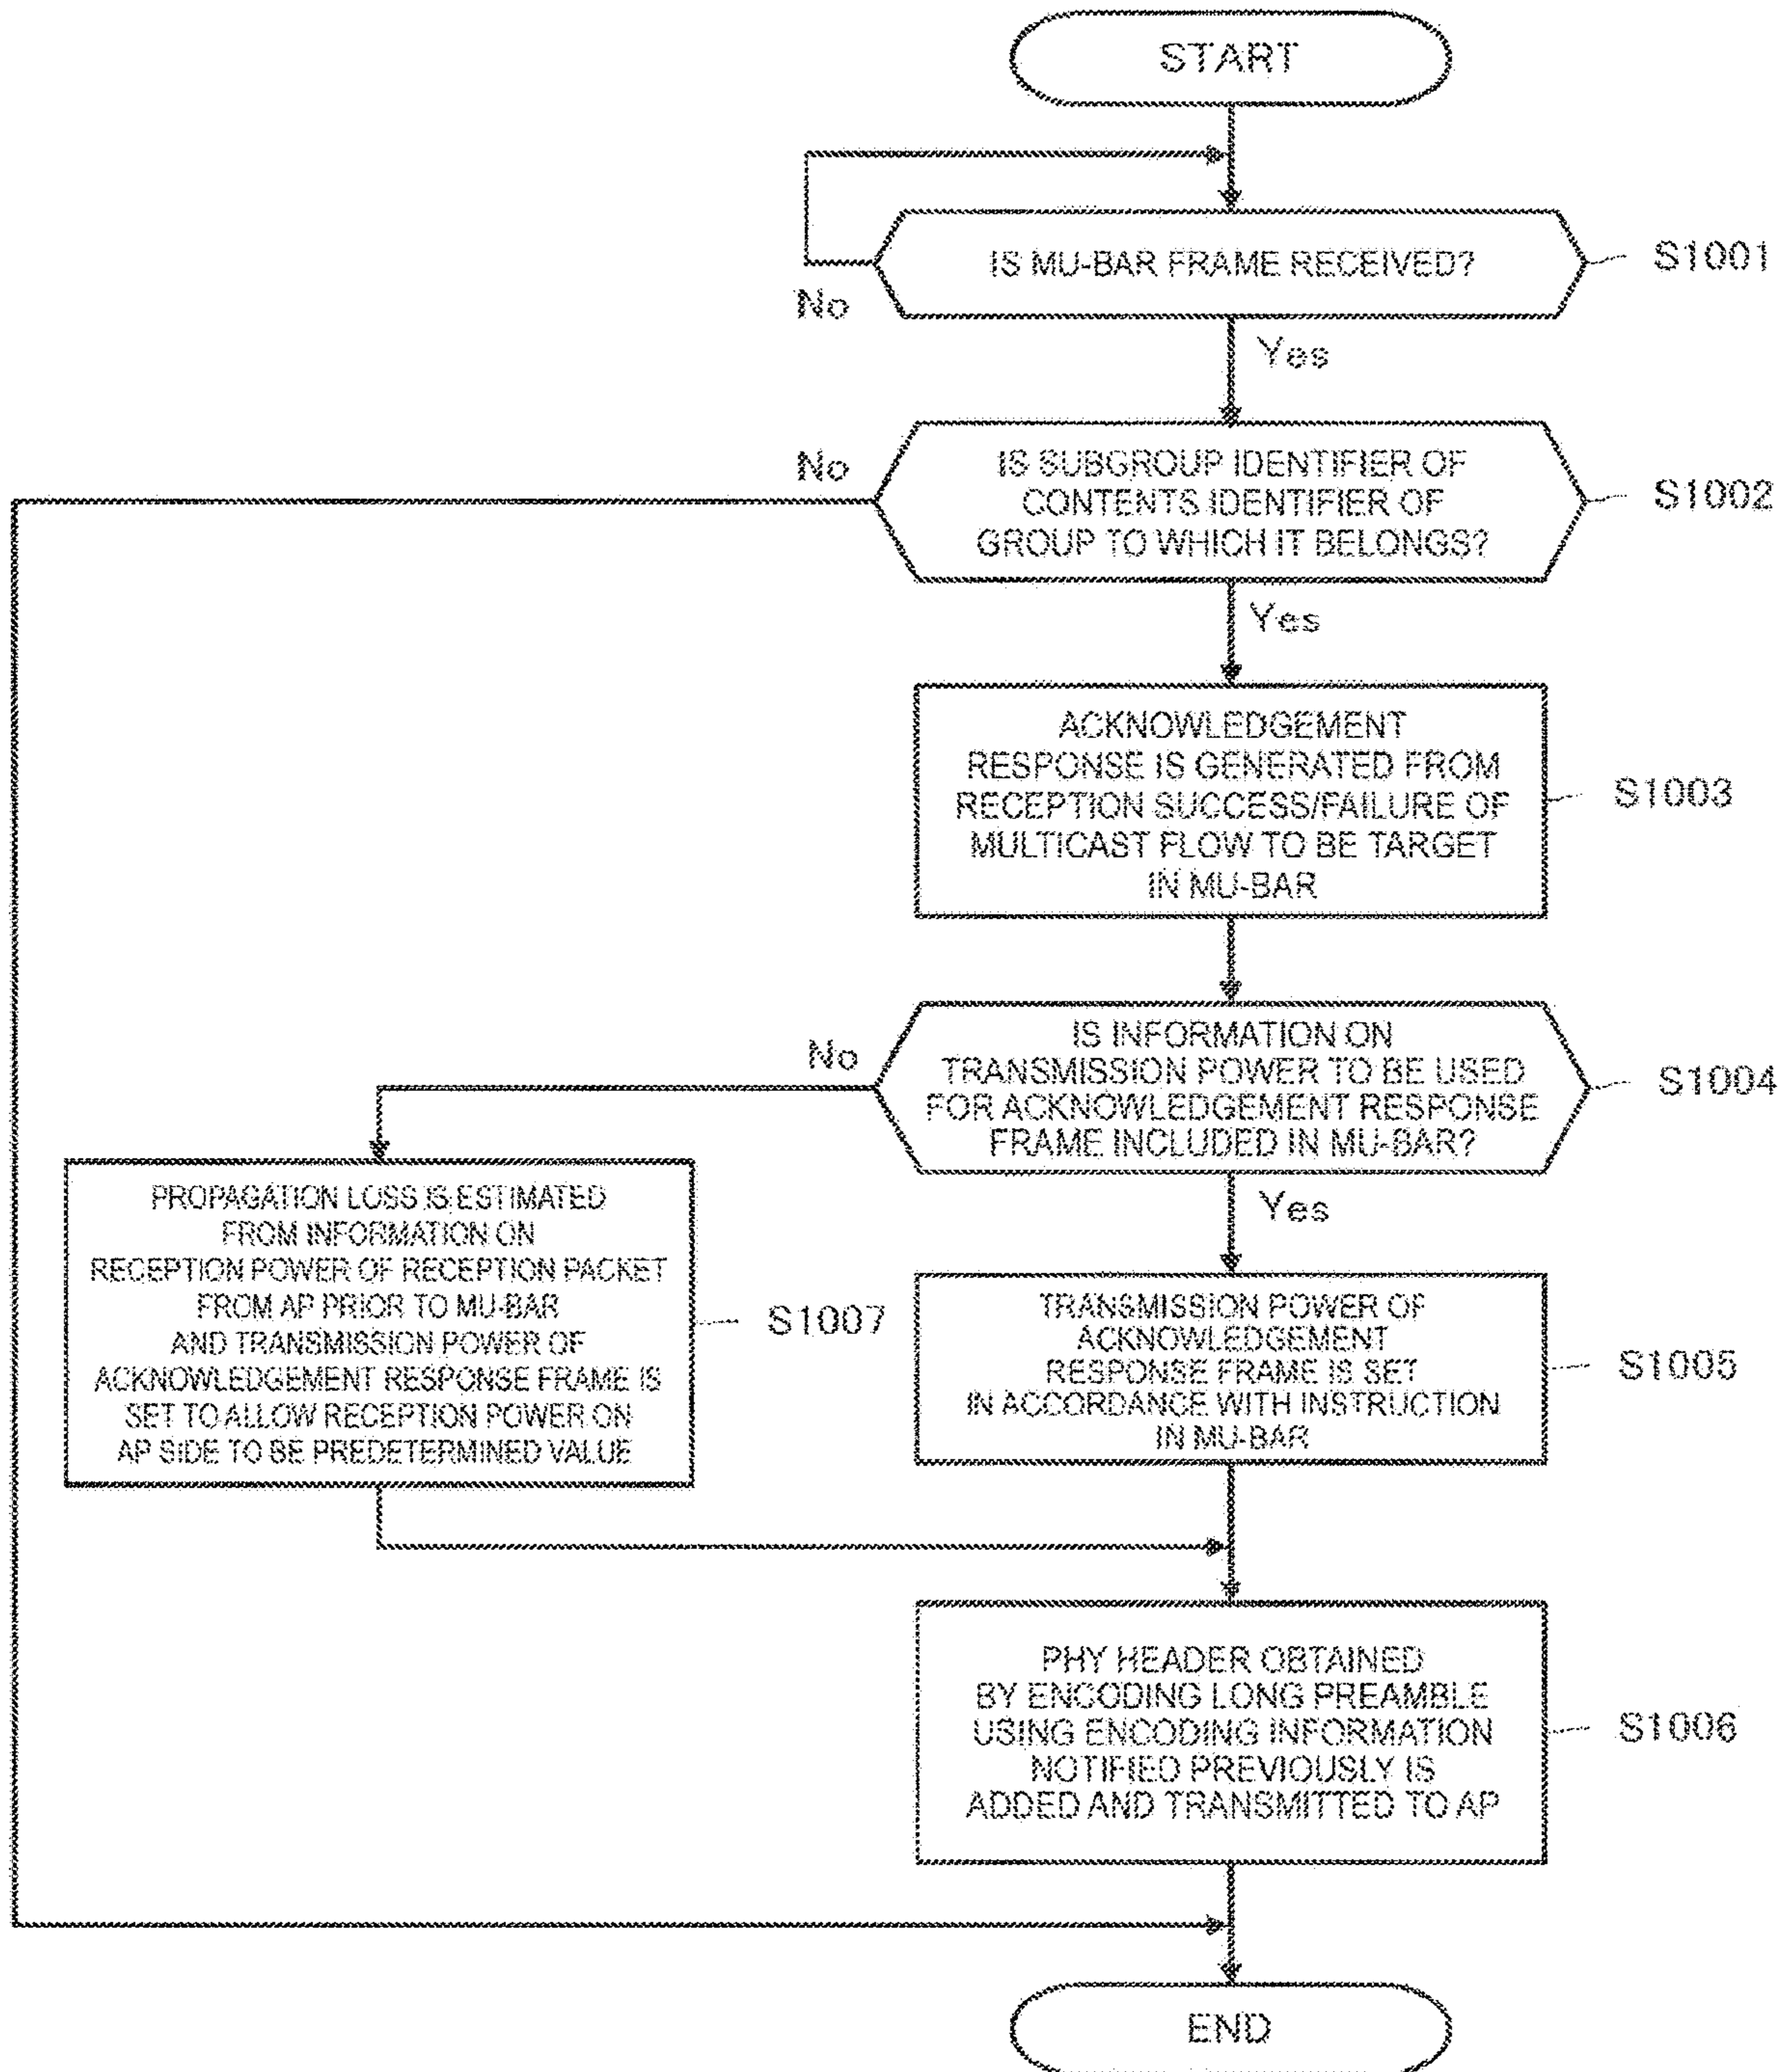 START
IS MU-BAR FRAME RECEIVED?
S1001
No
Yes
IS SUBGROUP IDENTIFIER OF
CONTENTS IDENTIFIER OF
GROUP TO WHICH IT BELONGS?
S1002
No
Yes
ACKNOWLEDGEMENT
RESPONSE IS GENERATED FROM
RECEPTION SUCCESS/FAILURE OF
MULTICAST FLOW TO BE TARGET
IN MU-BAR
S1003
IS INFORMATION ON
TRANSMISSION POWER TO BE USED
FOR ACKNOWLEDGEMENT RESPONSE
FRAME INCLUDED IN MU-BAR?
S1004
No
Yes
PROPAGATION LOSS IS ESTIMATED
FROM INFORMATION ON
RECEPTION POWER OF RECEPTION PACKET
FROM AP PRIOR TO MU-BAR
AND TRANSMISSION POWER OF
ACKNOWLEDGEMENT RESPONSE FRAME IS
SET TO ALLOW RECEPTION POWER ON
AP SIDE TO BE PREDETERMINED VALUE
S1007
TRANSMISSION POWER OF
ACKNOWLEDGEMENT
RESPONSE FRAME IS SET
IN ACCORDANCE WITH INSTRUCTION
IN MU-BAR
S1005
PHY HEADER OBTAINED
BY ENCODING LONG PREAMBLE
USING ENCODING INFORMATION
NOTIFIED PREVIOUSLY IS
ADDED AND TRANSMITTED TO AP
S1006
END